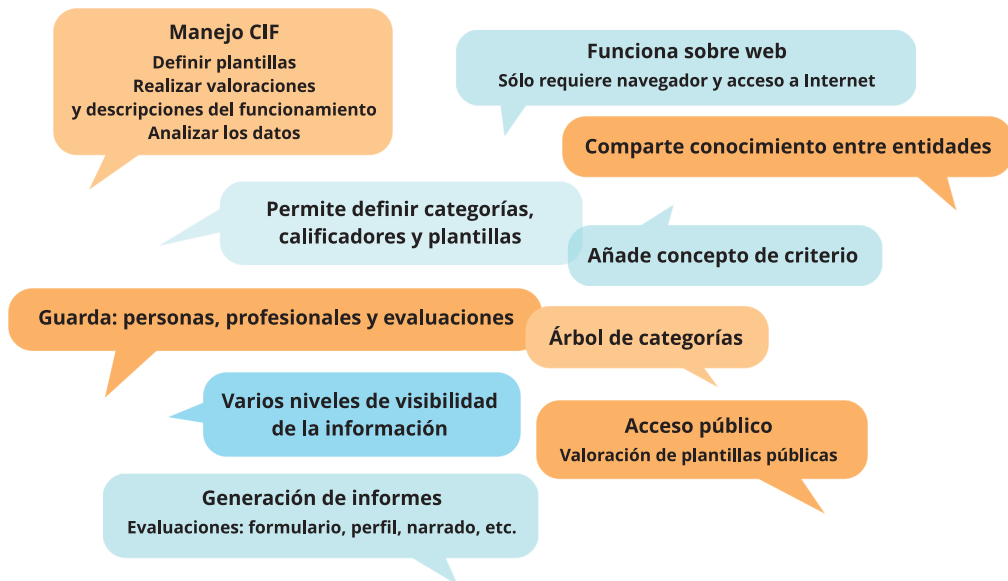 Manejo CIF
Definir plantillas
Realizar valoraciones
y descripciones del funcionamiento
Analizar los datos
Funciona sobre web
Sólo requiere navegador y acceso a Internet
Comparte conocimiento entre entidades
Permite definir categorías,
calificadores y plantillas
Añade concepto de criterio
Guarda: personas, profesionales y evaluaciones
Árbol de categorías
Varios niveles de visibilidad
de la información
Acceso público
Valoración de plantillas públicas
Generación de informes
Evaluaciones: formulario, perfil, narrado, etc.